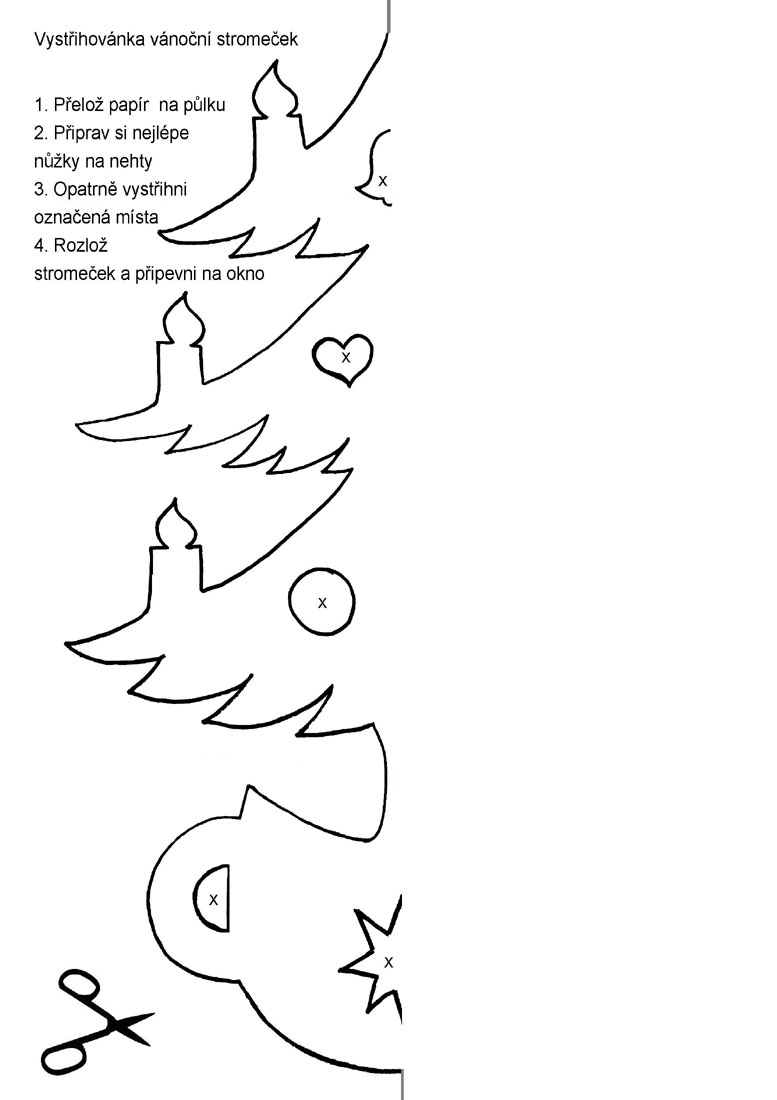 Vystřihovánka vánoční stromeček
1. Přelož papír  na půlku
2. Připrav si nejlépe
nůžky na nehty
3. Opatrně vystřihni
označená místa
4. Rozlož
stromeček a připevni na okno
x
x
x
x
x